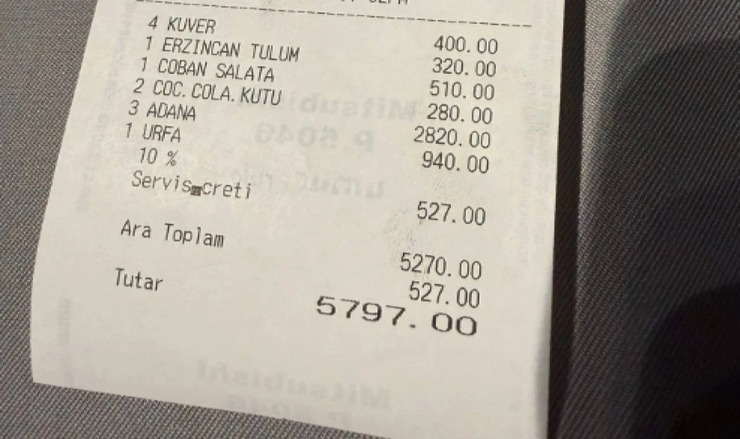 4 KUVER 400.00
1 ERZINCAN TULUM 320.00
1 COBAN SALATA 510.00
2 COC. COLA. KUTU 280.00
3 ADANA 2820.00
1 URFA 940.00
10 %
Servis creti 527.00
Ara Toplam 5270.00
527.00
Tutar 5797.00